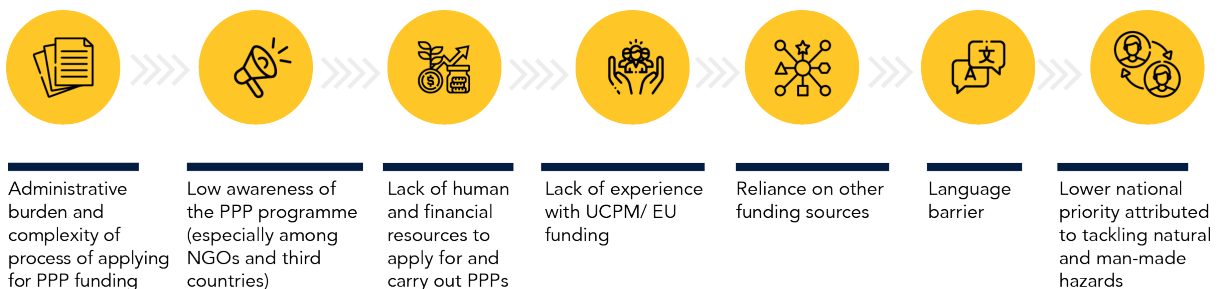 Administrative
burden and
complexity of
process of applying
for PPP funding
Low awareness of
the PPP programme
(especially among
NGOs and third
countries)
Lack of human
and financial
resources to
apply for and
carry out PPPs
Lack of experience
with UCPM/ EU
funding
Reliance on other
funding sources
Language
barrier
Lower national
priority attributed
to tackling natural
and man-made
hazards